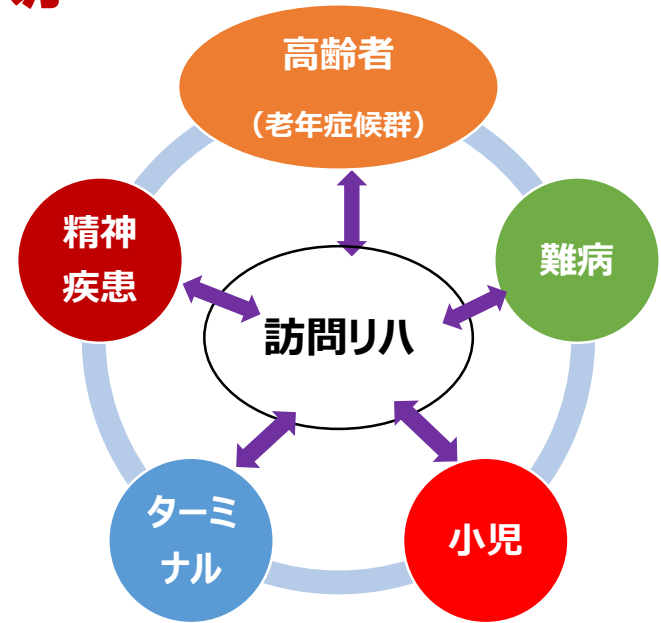 高齢者
（老年症候群）
精神
疾患
難病
訪問リハ
ターミ
ナル
小児